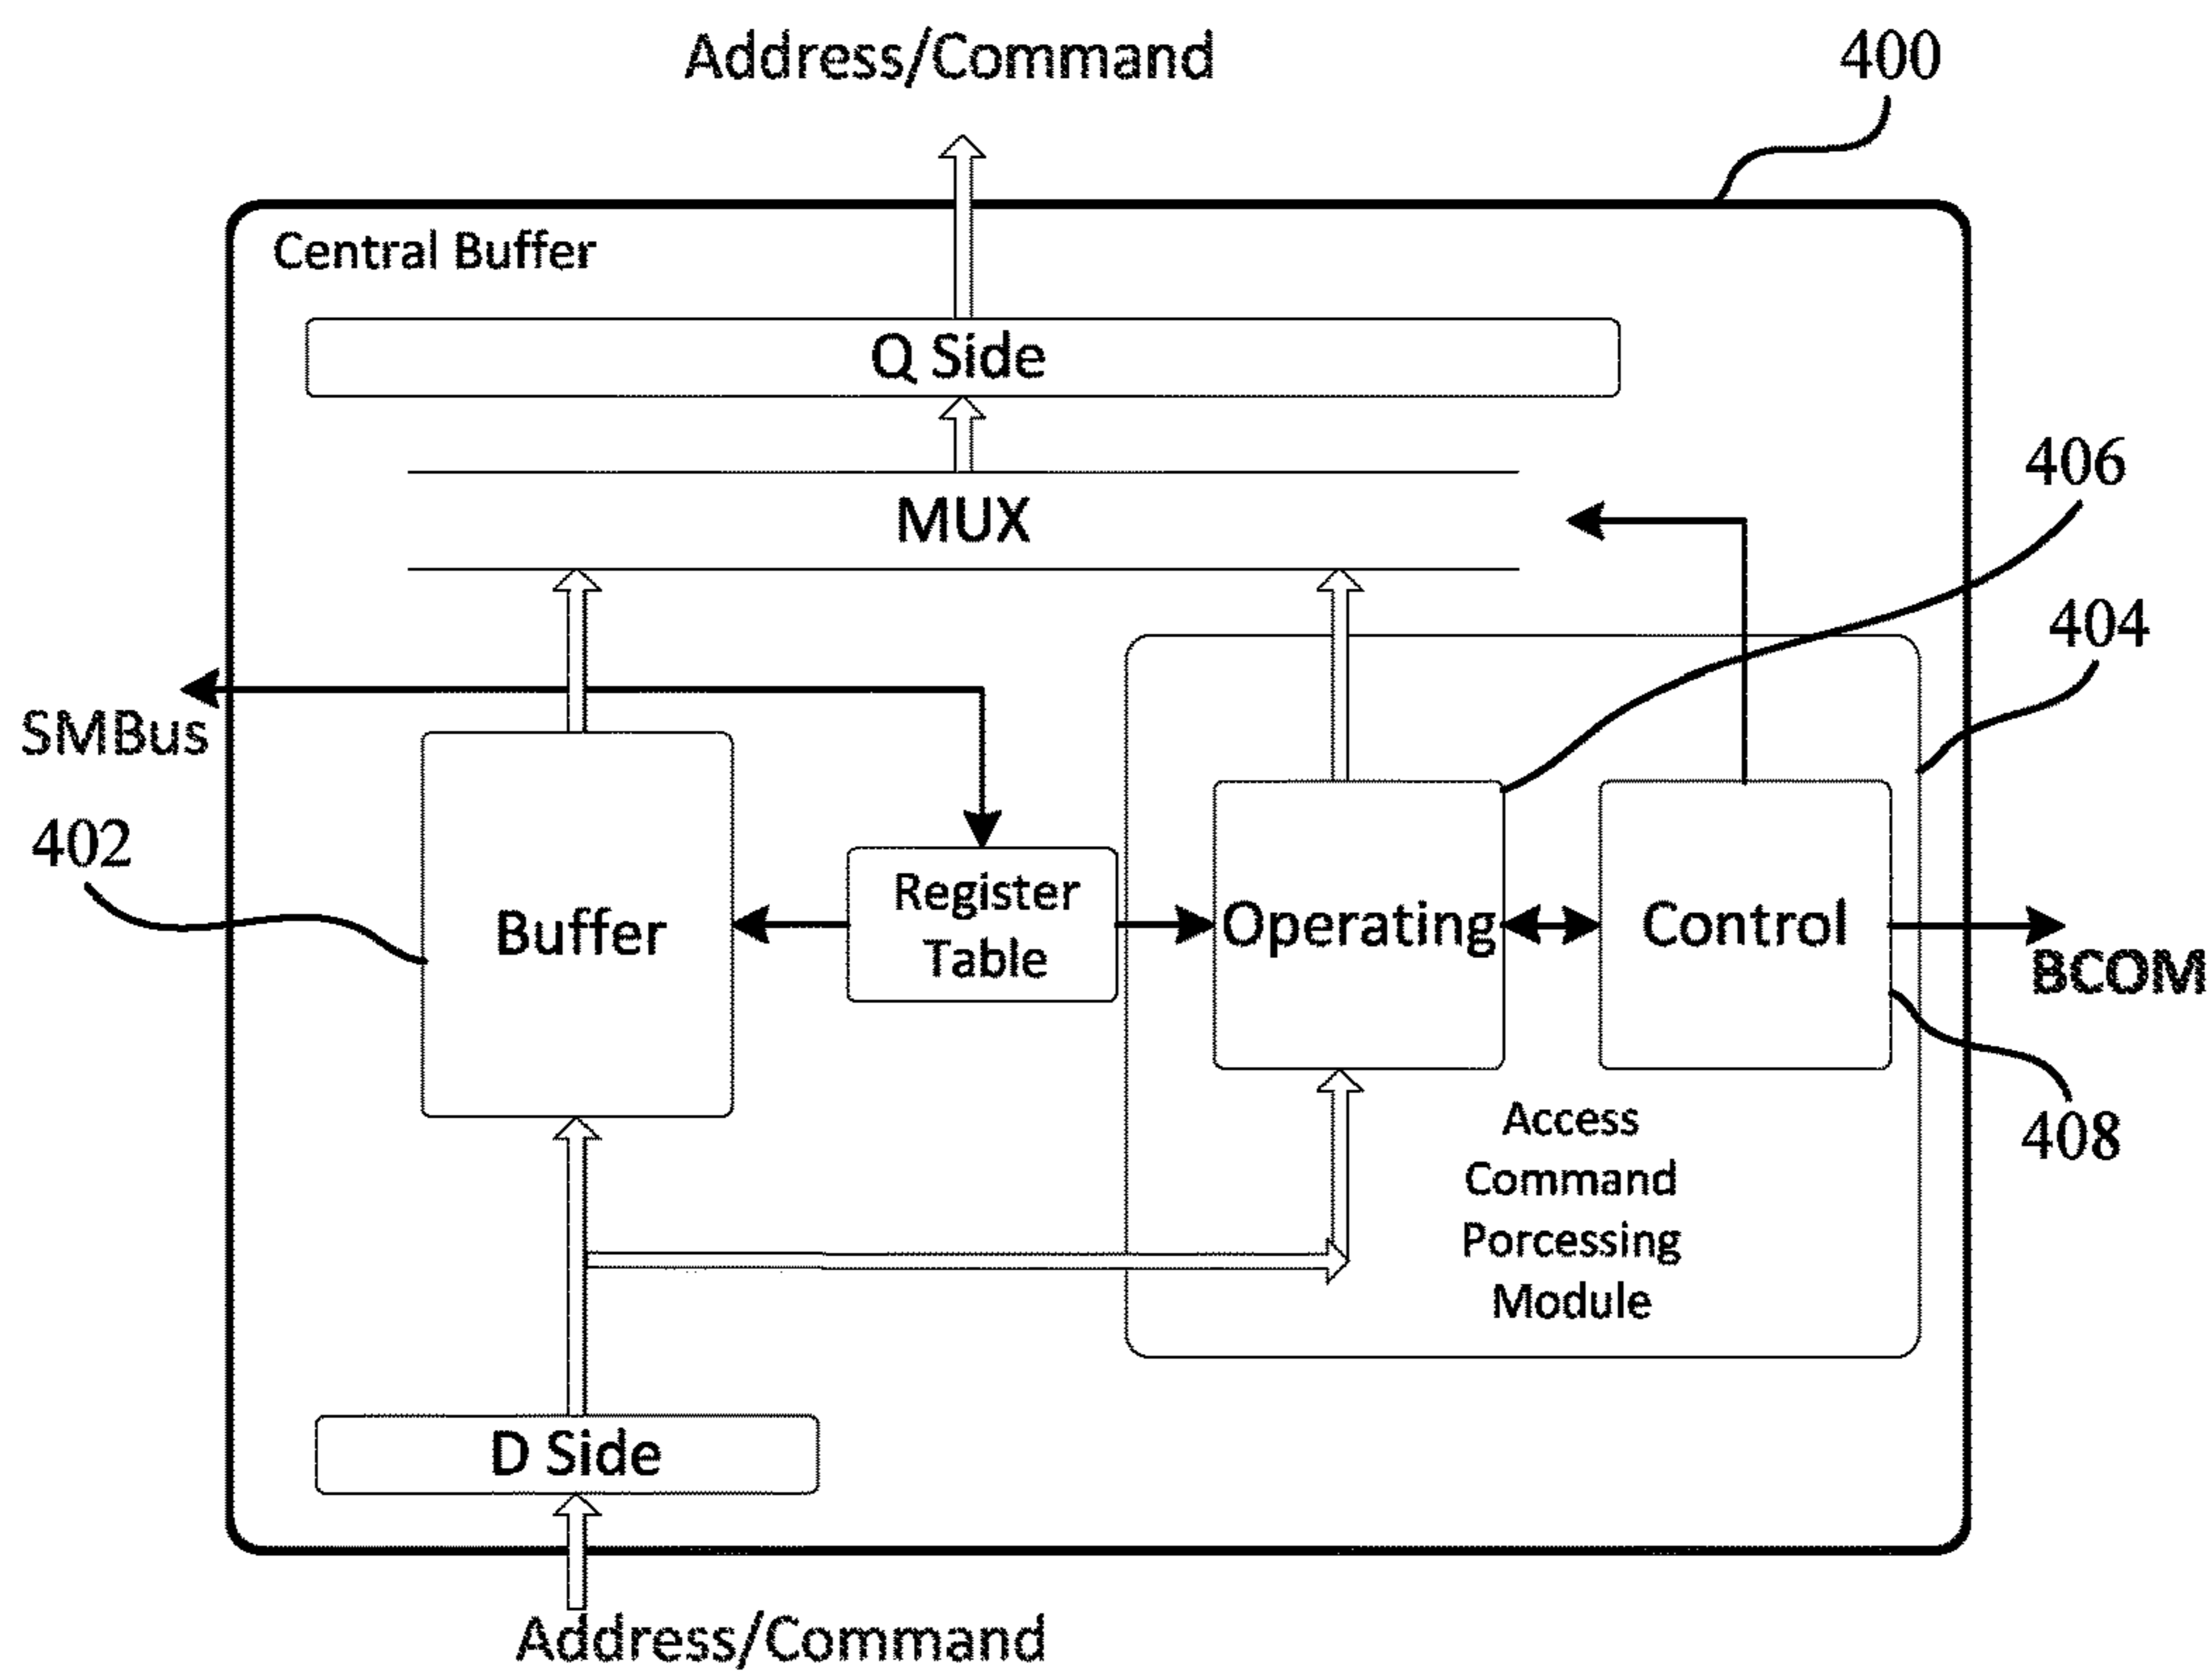 Address/Command
400
Central Buffer
Q Side
406
MUX
404
SMBus
402
Register
Table
Buffer
Operating
Control
BCOM
Access
Command
Porcessing
Module
408
D Side
Address/Command